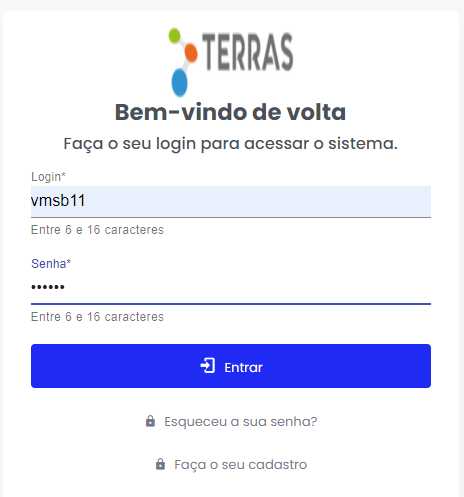 TERRAS
Bem-vindo de volta
Faça o seu login para acessar o sistema.
Login*
vmsb11
Entre 6 e 16 caracteres
Senha*
••••••
Entre 6 e 16 caracteres
Entrar
Esqueceu a sua senha?
Faça o seu cadastro